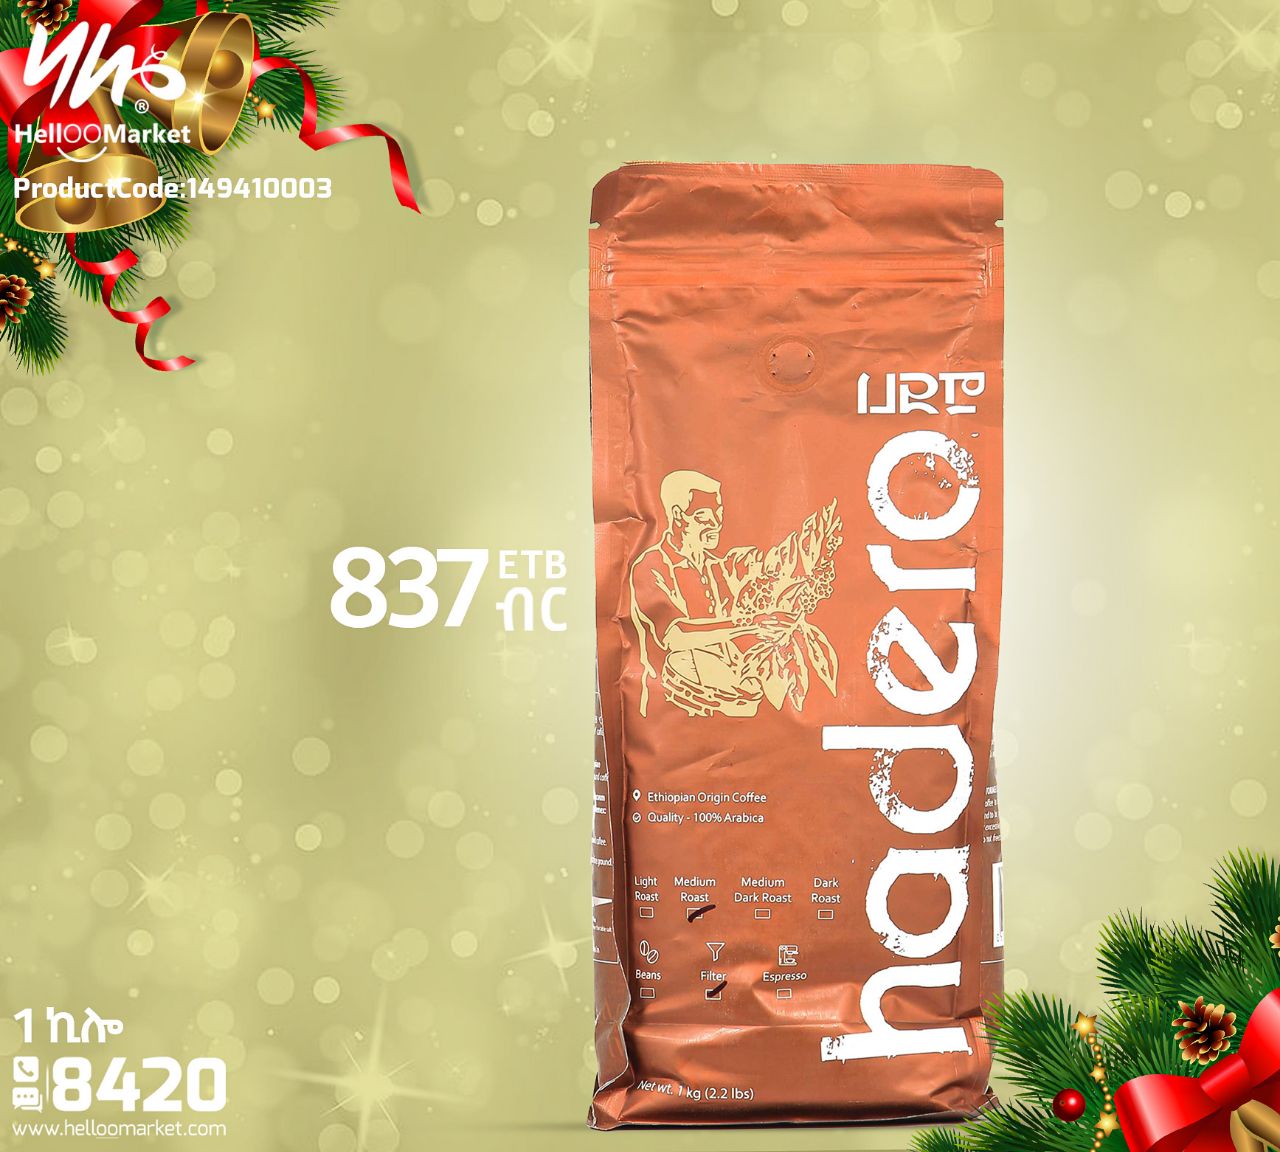 HellOOMarket
ProductCode:149410003
837 ETB
ብር
ሀደሮ
hadero
Ethiopian Origin Coffee
Quality - 100% Arabica
Light Roast
Medium Roast
Medium Dark Roast
Dark Roast
Beans
Filter
Espresso
Net wt. 1 kg (2.2 lbs)
1 ኪሎ
8420
www.helloomarket.com